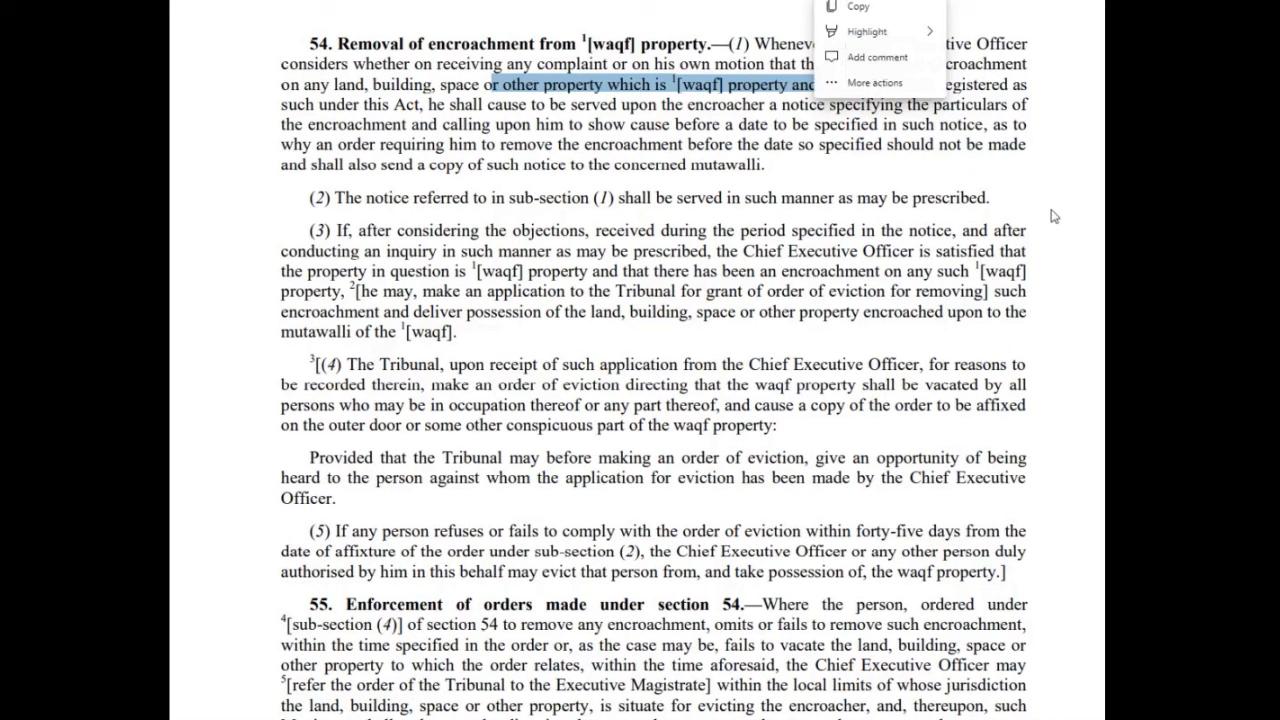 Copy
54. Removal of encroachment from 1[waqf] property.—(1) Whenev tive Officer
Highlight
considers whether on receiving any complaint or on his own motion that th croachment
Add comment
on any land, building, space or other property which is 1[waqf] property and egistered as
More actions
such under this Act, he shall cause to be served upon the encroacher a notice specifying the particulars of
the encroachment and calling upon him to show cause before a date to be specified in such notice, as to
why an order requiring him to remove the encroachment before the date so specified should not be made
and shall also send a copy of such notice to the concerned mutawalli.
(2) The notice referred to in sub-section (1) shall be served in such manner as may be prescribed.
(3) If, after considering the objections, received during the period specified in the notice, and after
conducting an inquiry in such manner as may be prescribed, the Chief Executive Officer is satisfied that
the property in question is 1[waqf] property and that there has been an encroachment on any such 1[waqf]
property, 2[he may, make an application to the Tribunal for grant of order of eviction for removing] such
encroachment and deliver possession of the land, building, space or other property encroached upon to the
mutawalli of the 1[waqf].
3[(4) The Tribunal, upon receipt of such application from the Chief Executive Officer, for reasons to
be recorded therein, make an order of eviction directing that the waqf property shall be vacated by all
persons who may be in occupation thereof or any part thereof, and cause a copy of the order to be affixed
on the outer door or some other conspicuous part of the waqf property:
Provided that the Tribunal may before making an order of eviction, give an opportunity of being
heard to the person against whom the application for eviction has been made by the Chief Executive
Officer.
(5) If any person refuses or fails to comply with the order of eviction within forty-five days from the
date of affixture of the order under sub-section (2), the Chief Executive Officer or any other person duly
authorised by him in this behalf may evict that person from, and take possession of, the waqf property.]
55. Enforcement of orders made under section 54.—Where the person, ordered under
4[sub-section (4)] of section 54 to remove any encroachment, omits or fails to remove such encroachment,
within the time specified in the order or, as the case may be, fails to vacate the land, building, space or
other property to which the order relates, within the time aforesaid, the Chief Executive Officer may
5[refer the order of the Tribunal to the Executive Magistrate] within the local limits of whose jurisdiction
the land, building, space or other property, is situate for evicting the encroacher, and, thereupon, such